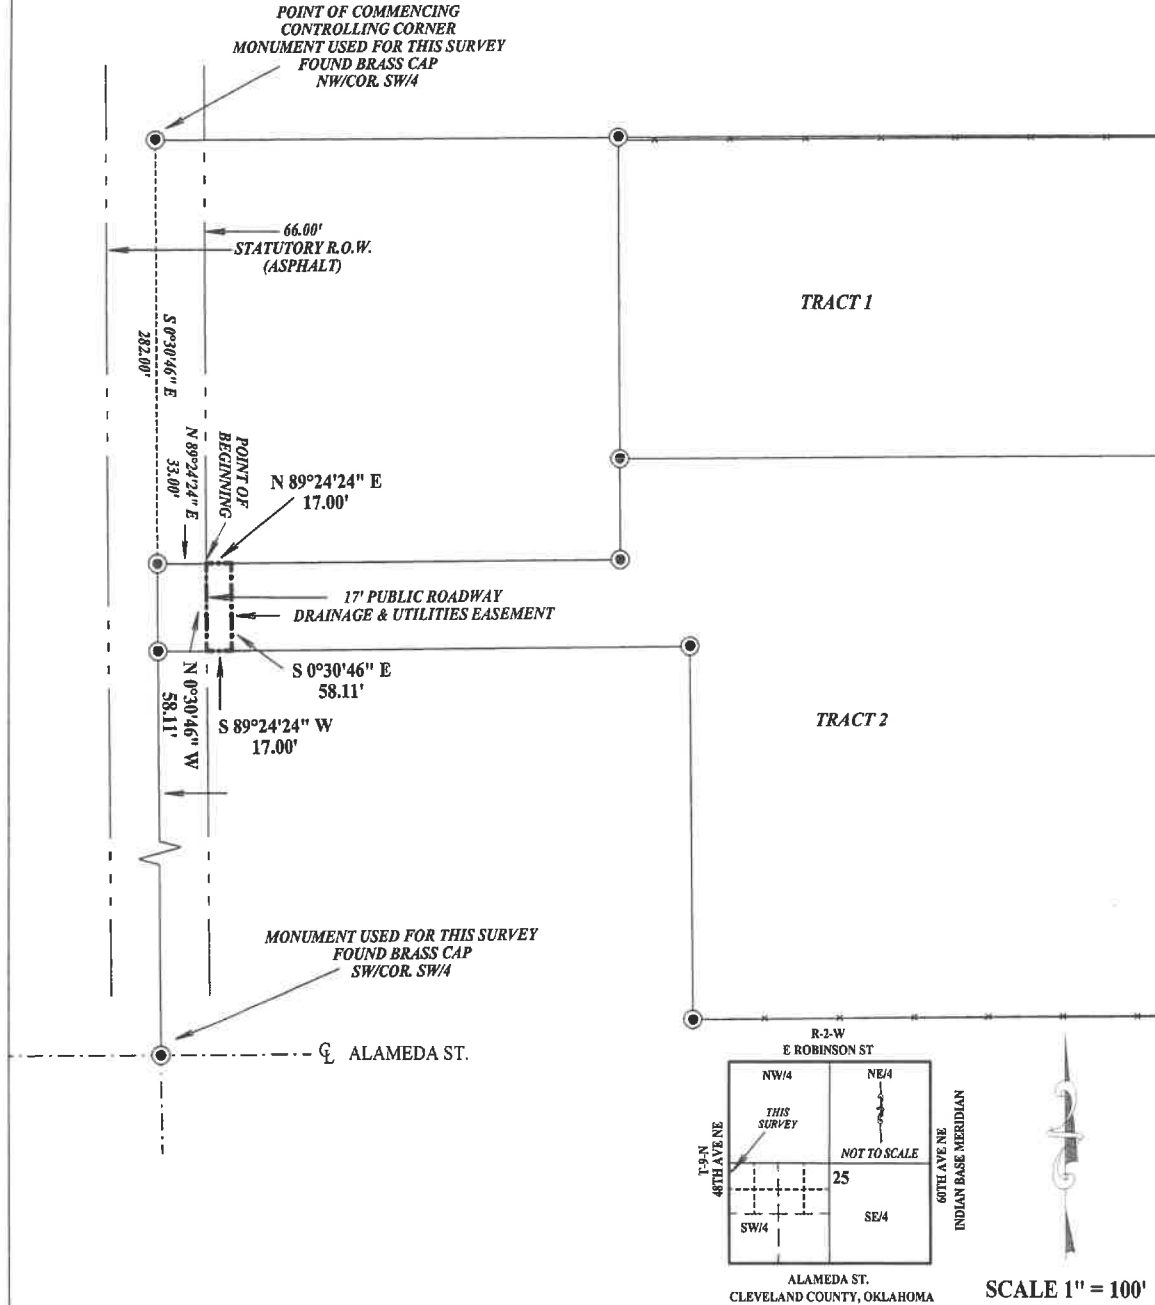 POINT OF COMMENCING
CONTROLLING CORNER
MONUMENT USED FOR THIS SURVEY
FOUND BRASS CAP
NW/COR. SW/4
66.00'
STATUTORY R.O.W.
(ASPHALT)
TRACT 1
S 0°30'46" E
282.00'
N 89°24'24" E
33.00'
POINT OF
BEGINNING
N 89°24'24" E
17.00'
17' PUBLIC ROADWAY
DRAINAGE & UTILITIES EASEMENT
S 0°30'46" E
58.11'
N 0°30'46" W
58.11'
S 89°24'24" W
17.00'
TRACT 2
MONUMENT USED FOR THIS SURVEY
FOUND BRASS CAP
SW/COR. SW/4
℄ ALAMEDA ST.
R-2-W
E ROBINSON ST
NW/4
NE/4
THIS
SURVEY
NOT TO SCALE
T-9-N
48TH AVE NE
60TH AVE NE
INDIAN BASE MERIDIAN
25
SW/4
SE/4
ALAMEDA ST.
CLEVELAND COUNTY, OKLAHOMA
SCALE 1" = 100'